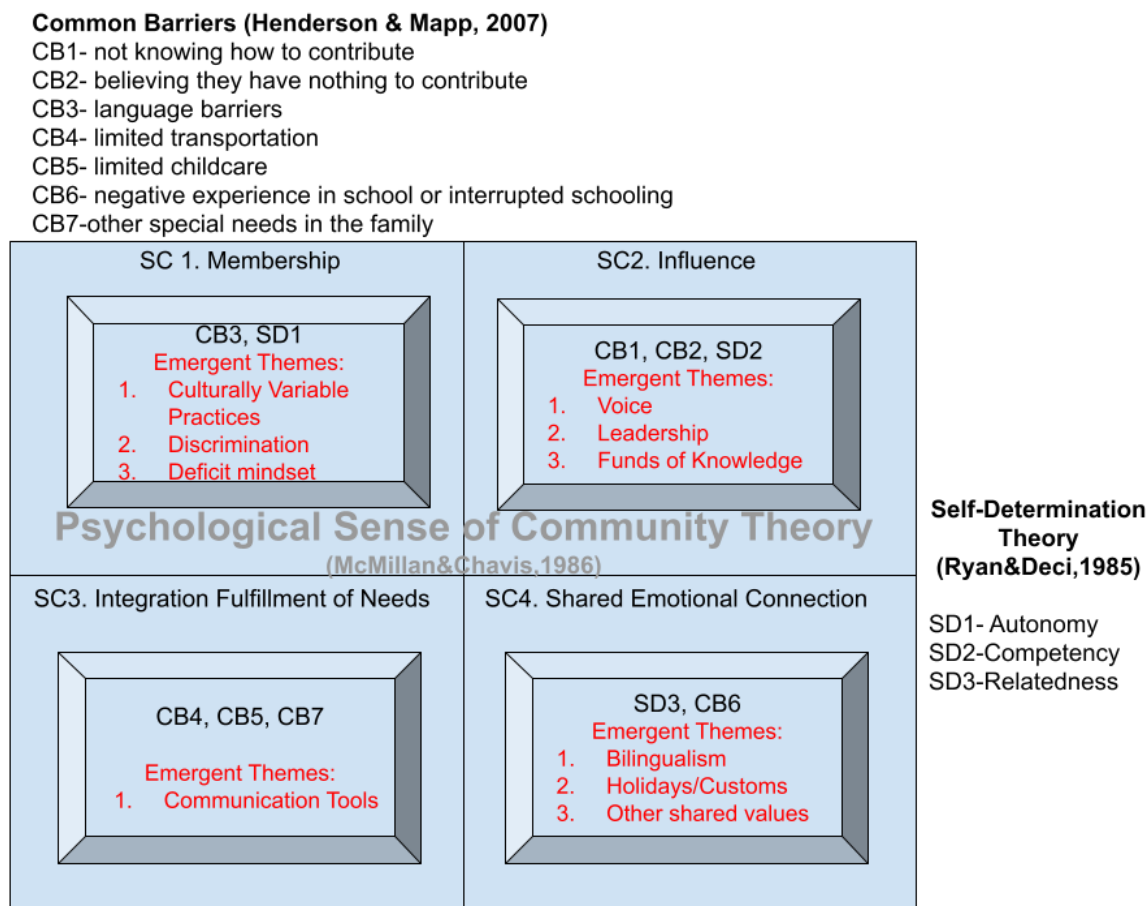 Common Barriers (Henderson & Mapp, 2007)
CB1- not knowing how to contribute
CB2- believing they have nothing to contribute
CB3- language barriers
CB4- limited transportation
CB5- limited childcare
CB6- negative experience in school or interrupted schooling
CB7-other special needs in the family
SC 1. Membership
CB3, SD1
Emergent Themes:
1. Culturally Variable
Practices
2. Discrimination
3. Deficit mindset
SC2. Influence
CB1, CB2, SD2
Emergent Themes:
1. Voice
2. Leadership
3. Funds of Knowledge
Psychological Sense of Community Theory
(McMillan&Chavis,1986)
SC3. Integration Fulfillment of Needs
CB4, CB5, CB7
Emergent Themes:
1. Communication Tools
SC4. Shared Emotional Connection
SD3, CB6
Emergent Themes:
1. Bilingualism
2. Holidays/Customs
3. Other shared values
Self-Determination
Theory
(Ryan&Deci,1985)
SD1- Autonomy
SD2-Competency
SD3-Relatedness